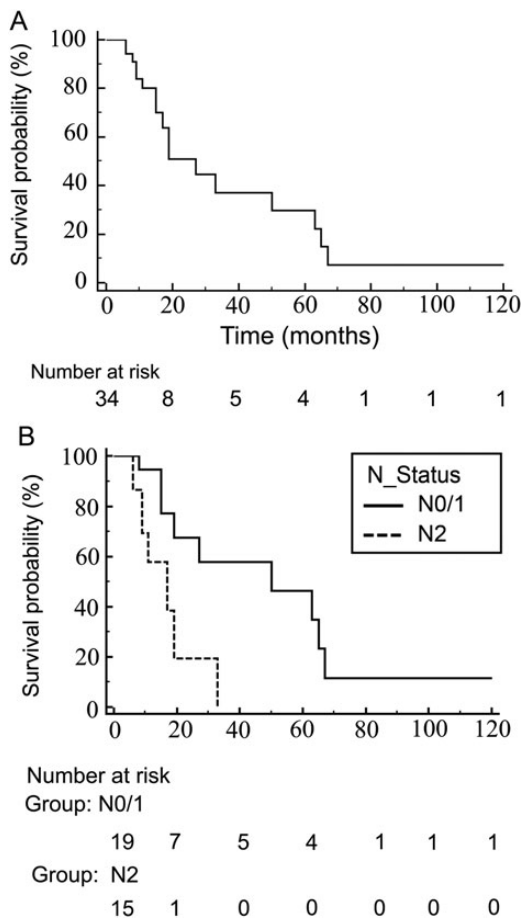 A
Survival probability (%)
100
80
60
40
20
0
0 20 40 60 80 100 120
Time (months)
Number at risk
34 8 5 4 1 1 1
B
Survival probability (%)
100
80
60
40
20
0
N_Status
N0/1
N2
0 20 40 60 80 100 120
Number at risk
Group: N0/1
19 7 5 4 1 1 1
Group: N2
15 1 0 0 0 0 0